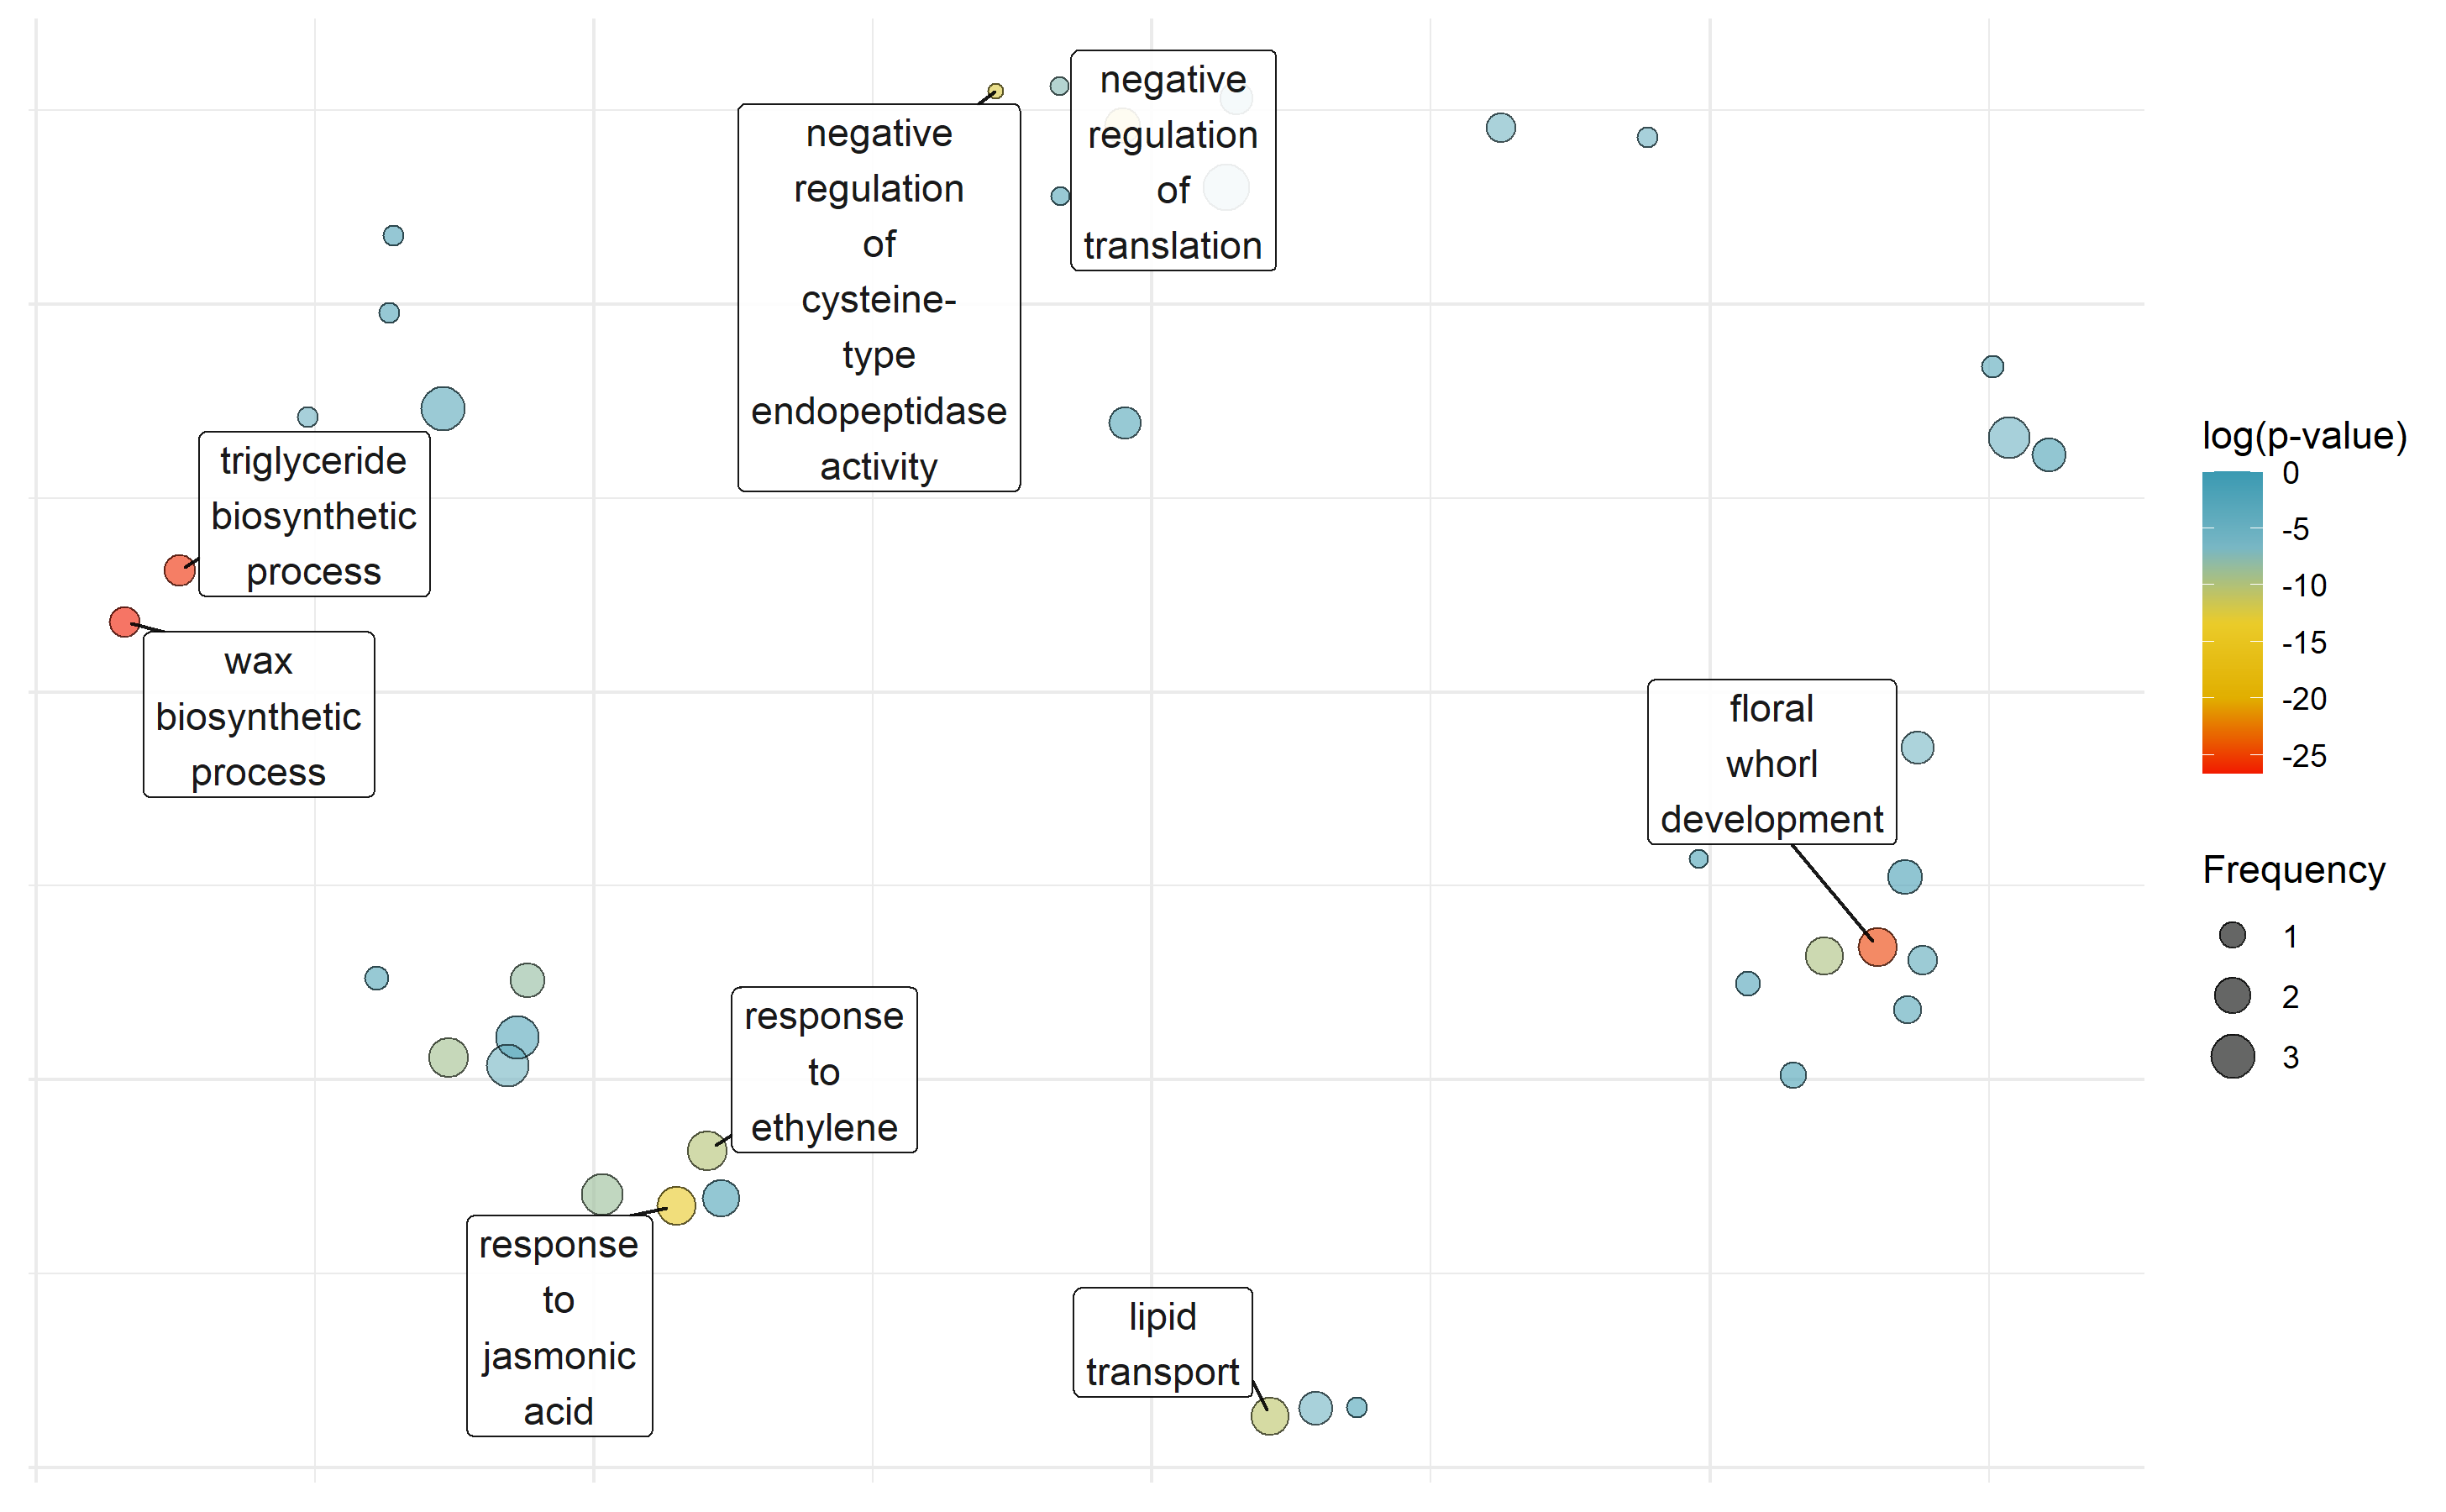 negative
regulation
of
translation
negative
regulation
of
cysteine-
type
endopeptidase
activity
triglyceride
biosynthetic
process
wax
biosynthetic
process
floral
whorl
development
response
to
ethylene
response
to
jasmonic
acid
lipid
transport
log(p-value)
0
-5
-10
-15
-20
-25
Frequency
1
2
3